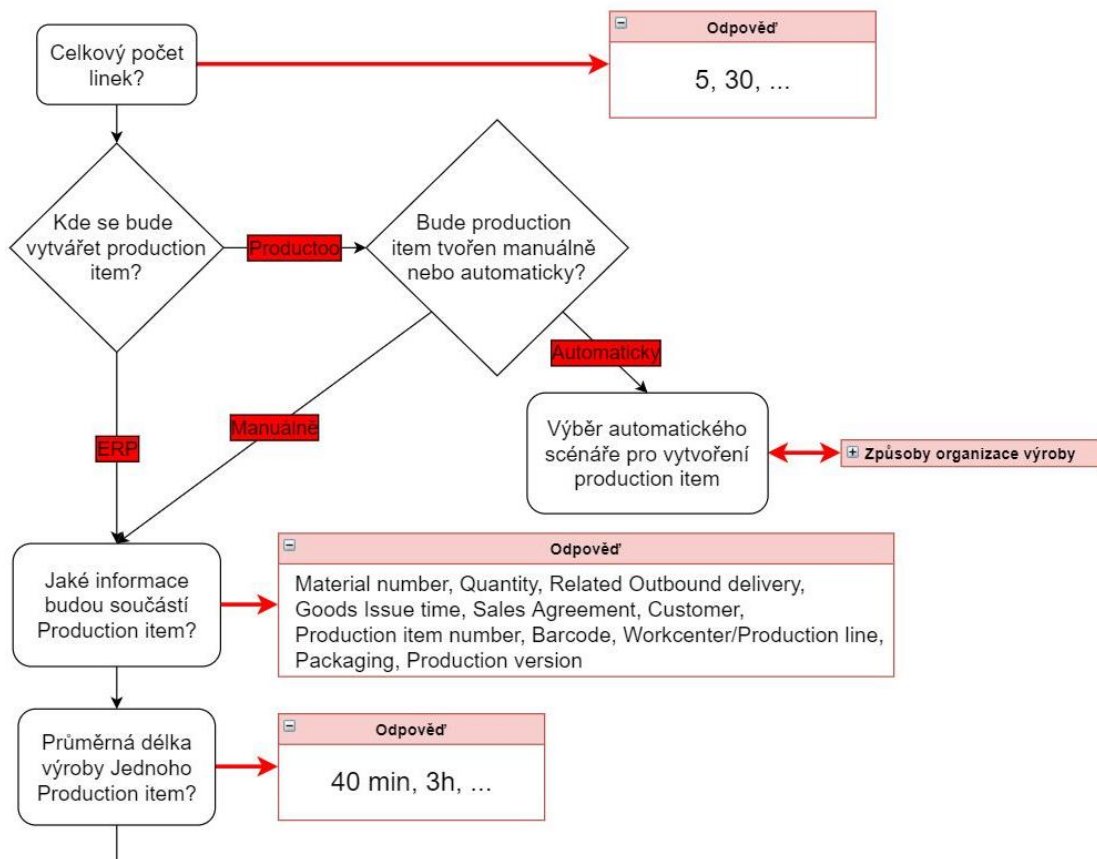 Celkový počet
linek?
Odpověď
5, 30, ...
Kde se bude
vytvářet production
item?
Productoo
Bude production
item tvořen manuálně
nebo automaticky?
Automaticky
Manuálně
ERP
Výběr automatického
scénáře pro vytvoření
production item
Způsoby organizace výroby
Jaké informace
budou součástí
Production item?
Odpověď
Material number, Quantity, Related Outbound delivery,
Goods Issue time, Sales Agreement, Customer,
Production item number, Barcode, Workcenter/Production line,
Packaging, Production version
Průměrná délka
výroby Jednoho
Production item?
Odpověď
40 min, 3h, ...